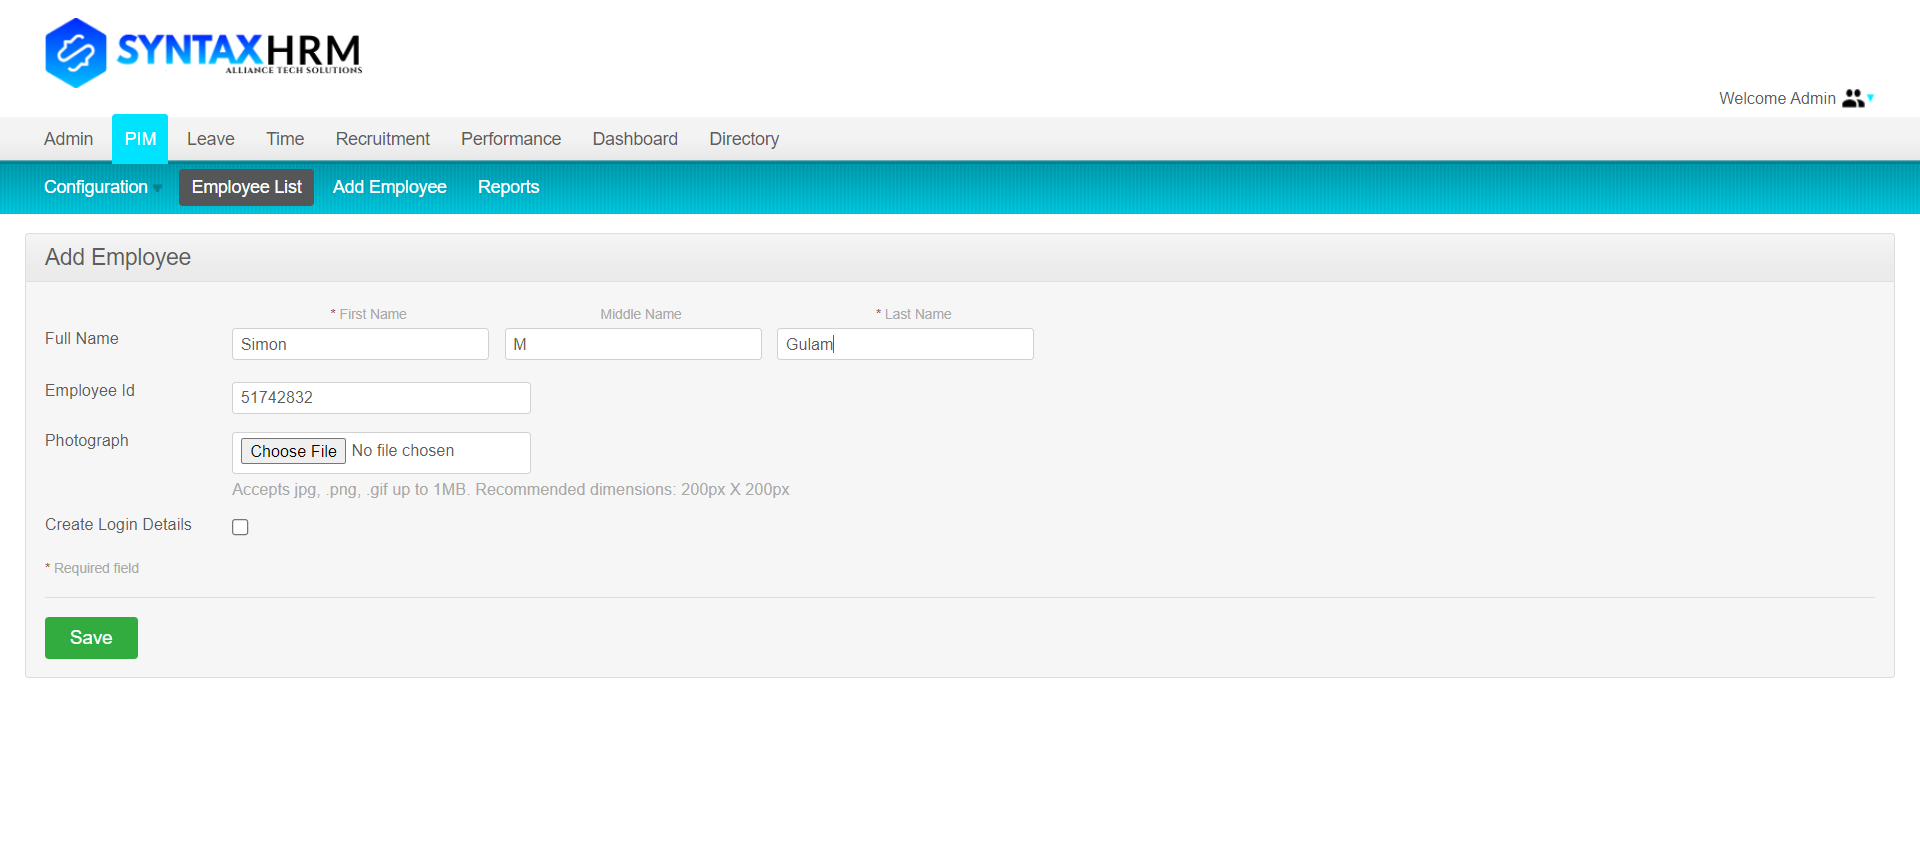 SYNTAXHRM
ALLIANCE TECH SOLUTIONS
Welcome Admin
Admin PIM Leave Time Recruitment Performance Dashboard Directory
Configuration Employee List Add Employee Reports
Add Employee
* First Name Middle Name * Last Name
Full Name Simon M Gulam
Employee Id 51742832
Photograph Choose File No file chosen
Accepts jpg, .png, .gif up to 1MB. Recommended dimensions: 200px X 200px
Create Login Details
* Required field
Save